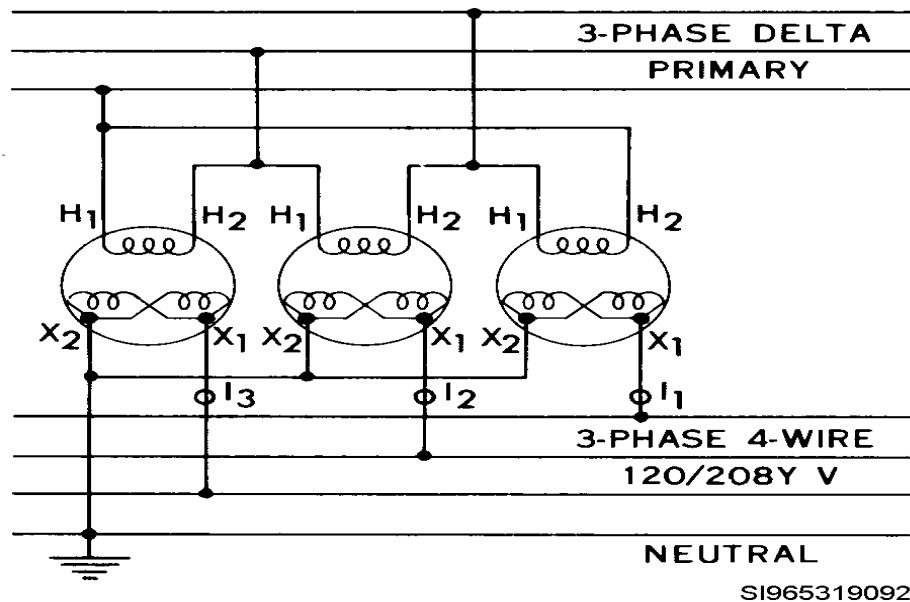 3-PHASE DELTA
PRIMARY
H1 H2 H1 H2 H1 H2
X2 X1 X2 X1 X2 X1
I3 I2 I1
3-PHASE 4-WIRE
120/208Y V
NEUTRAL
SI965319092